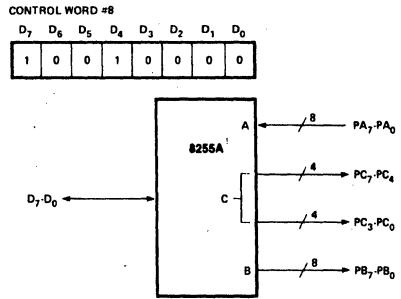 CONTROL WORD #8
D7 D6 D5 D4 D3 D2 D1 D0
1 0 0 1 0 0 0 0
8255A
A 8 PA7-PA0
4 PC7-PC4
D7-D0 C
4 PC3-PC0
B 8 PB7-PB0